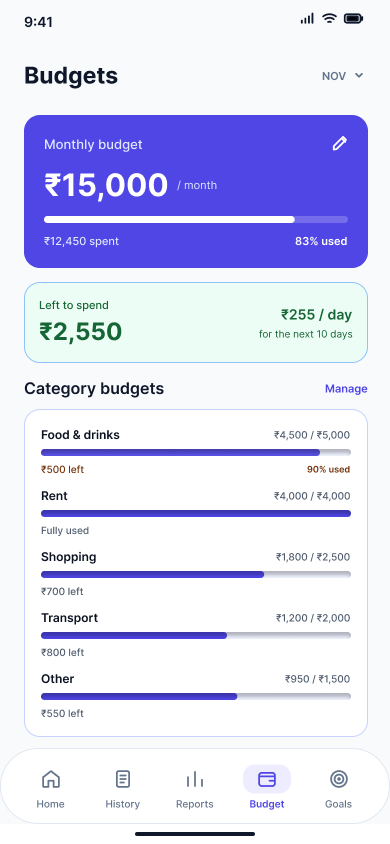 9:41
Budgets
NOV
Monthly budget
₹15,000 / month
₹12,450 spent 83% used
Left to spend
₹2,550
₹255 / day
for the next 10 days
Category budgets Manage
Food & drinks ₹4,500 / ₹5,000
₹500 left 90% used
Rent ₹4,000 / ₹4,000
Fully used
Shopping ₹1,800 / ₹2,500
₹700 left
Transport ₹1,200 / ₹2,000
₹800 left
Other ₹950 / ₹1,500
₹550 left
Home History Reports Budget Goals